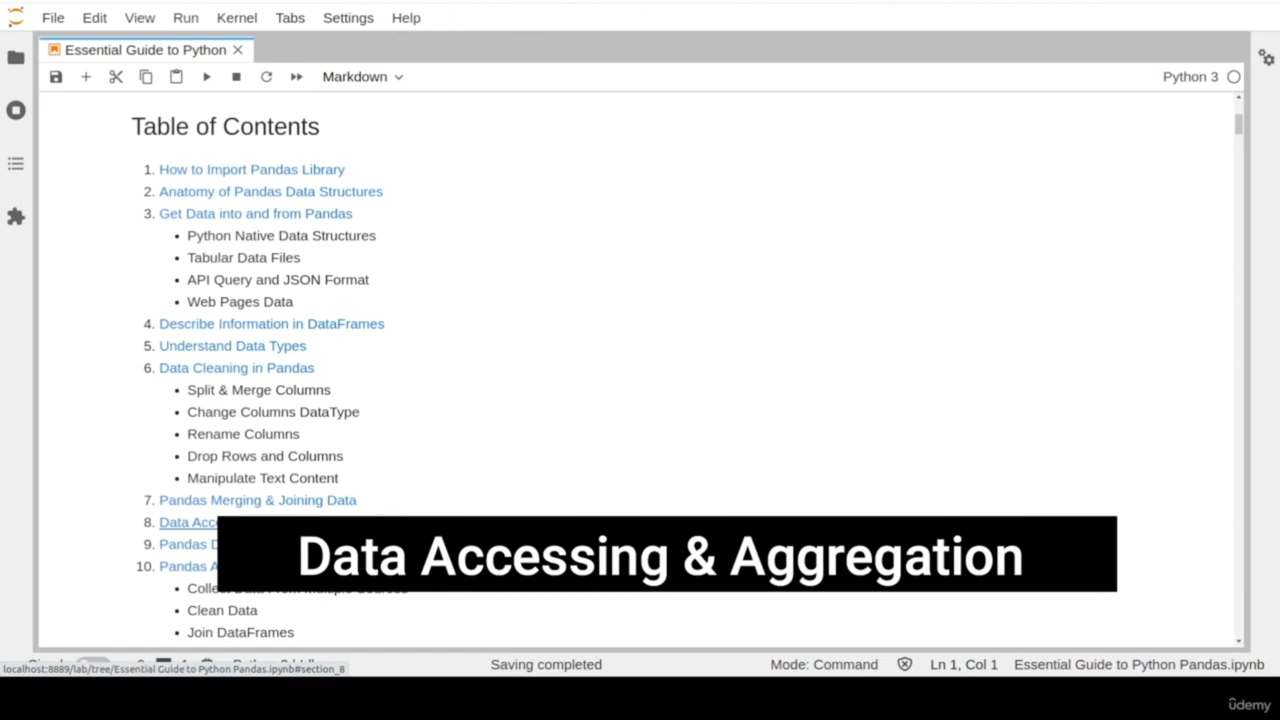 File Edit View Run Kernel Tabs Settings Help
Essential Guide to Python
Markdown
Python 3
Table of Contents
1. How to Import Pandas Library
2. Anatomy of Pandas Data Structures
3. Get Data into and from Pandas
• Python Native Data Structures
• Tabular Data Files
• API Query and JSON Format
• Web Pages Data
4. Describe Information in DataFrames
5. Understand Data Types
6. Data Cleaning in Pandas
• Split & Merge Columns
• Change Columns DataType
• Rename Columns
• Drop Rows and Columns
• Manipulate Text Content
7. Pandas Merging & Joining Data
8. Data
9. Pandas
10. Pandas
Data Accessing & Aggregation
• Clean Data
• Join DataFrames
localhost:8889/lab/tree/Essential Guide to Python Pandas.ipynb#section_8
Saving completed
Mode: Command
Ln 1, Col 1
Essential Guide to Python Pandas.ipynb
ûdemy